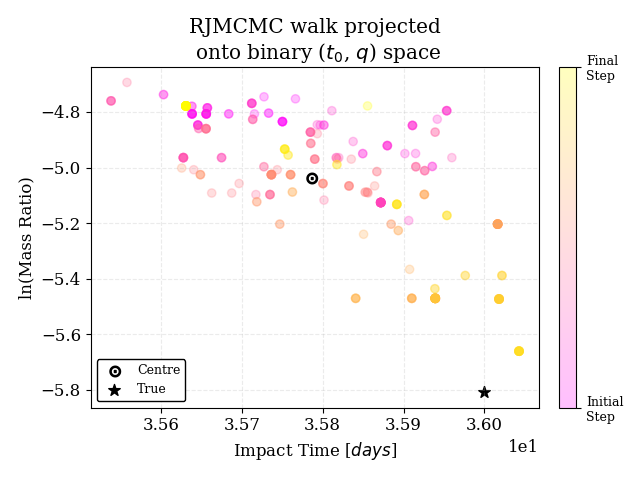 RJMCMC walk projected
onto binary (t₀, q) space
Final
Step
−4.8
−5.0
−5.2
−5.4
−5.6
−5.8
ln(Mass Ratio)
Centre
True
Initial
Step
3.56
3.57
3.58
3.59
3.60
1e1
Impact Time [days]